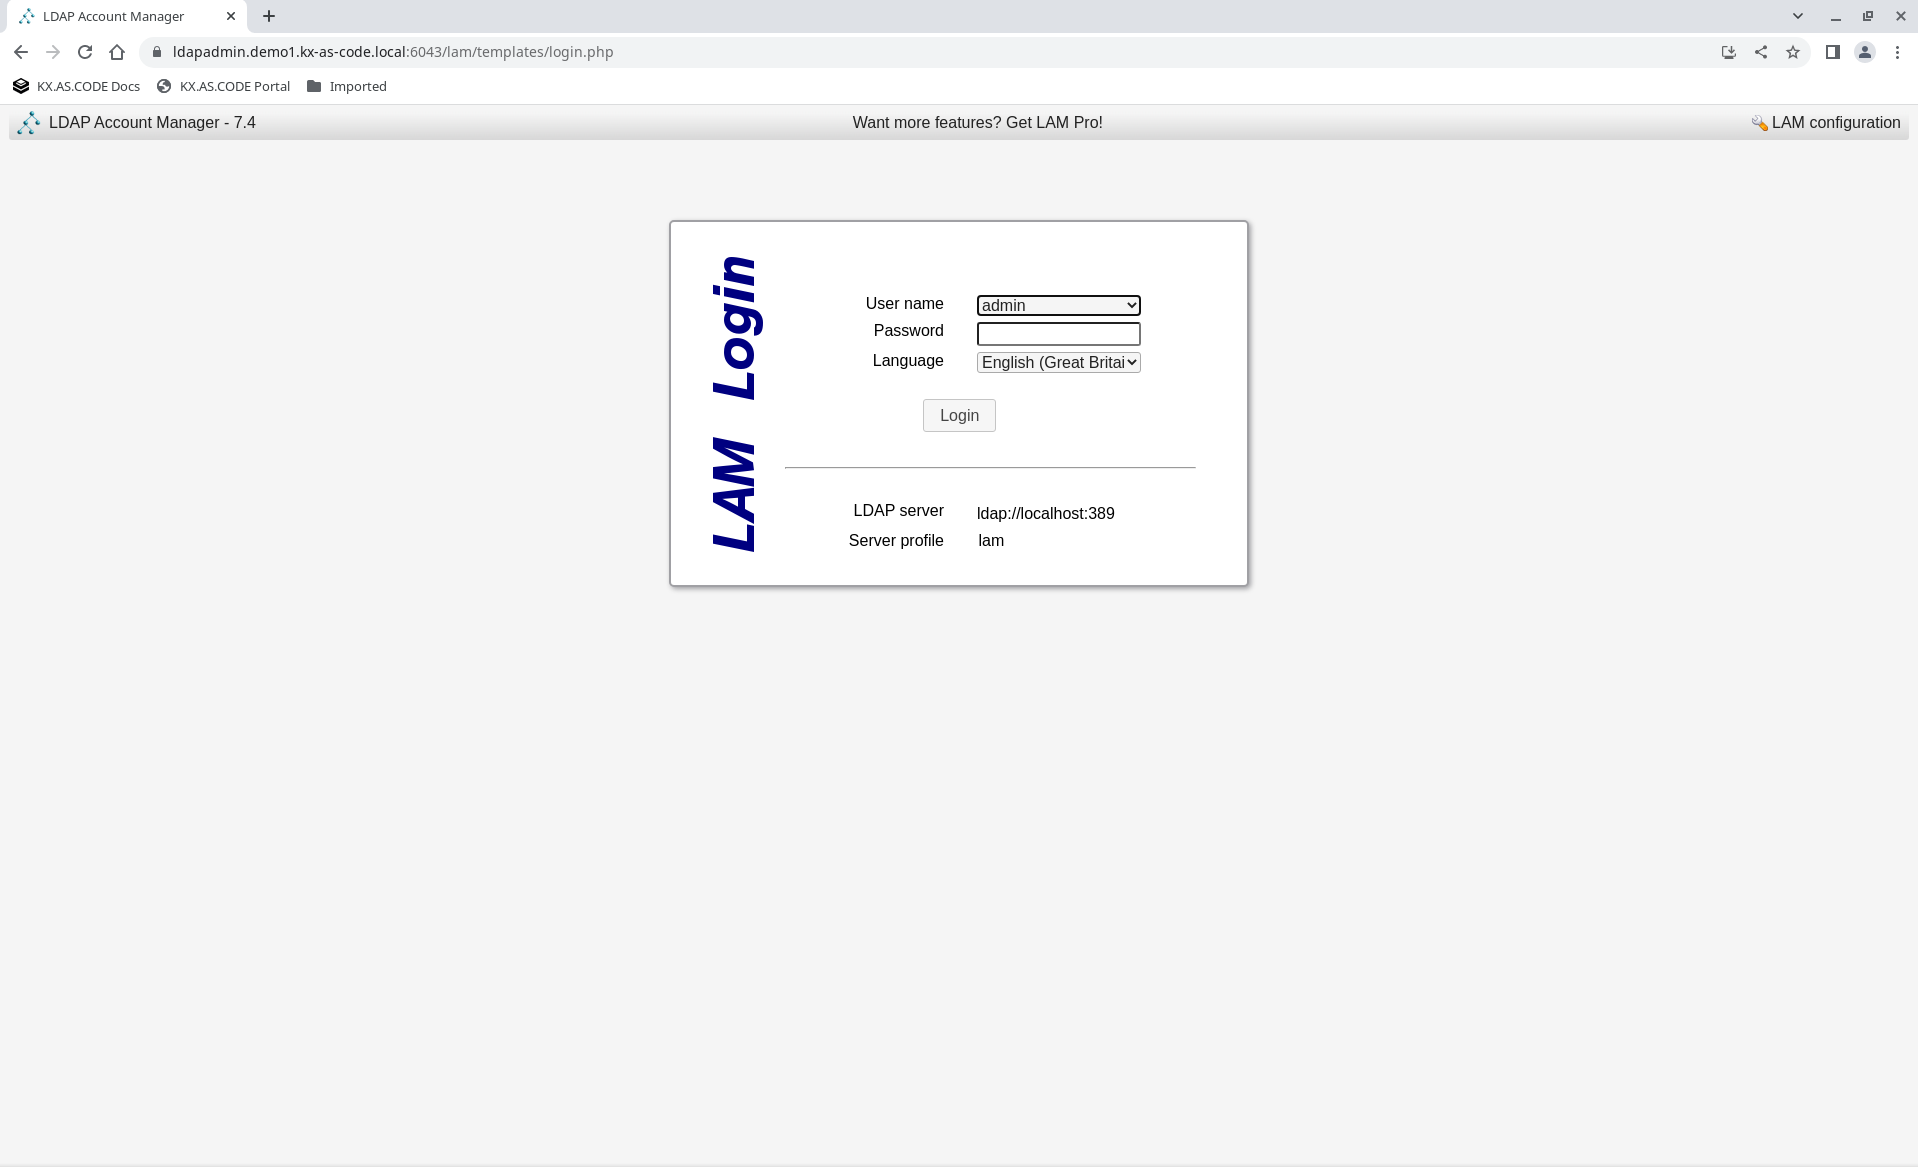 LDAP Account Manager
ldapadmin.demo1.kx-as-code.local:6043/lam/templates/login.php
KX.AS.CODE Docs KX.AS.CODE Portal Imported
LDAP Account Manager - 7.4 Want more features? Get LAM Pro! LAM configuration
LAM Login
User name admin
Password
Language English (Great Britai
Login
LDAP server ldap://localhost:389
Server profile lam